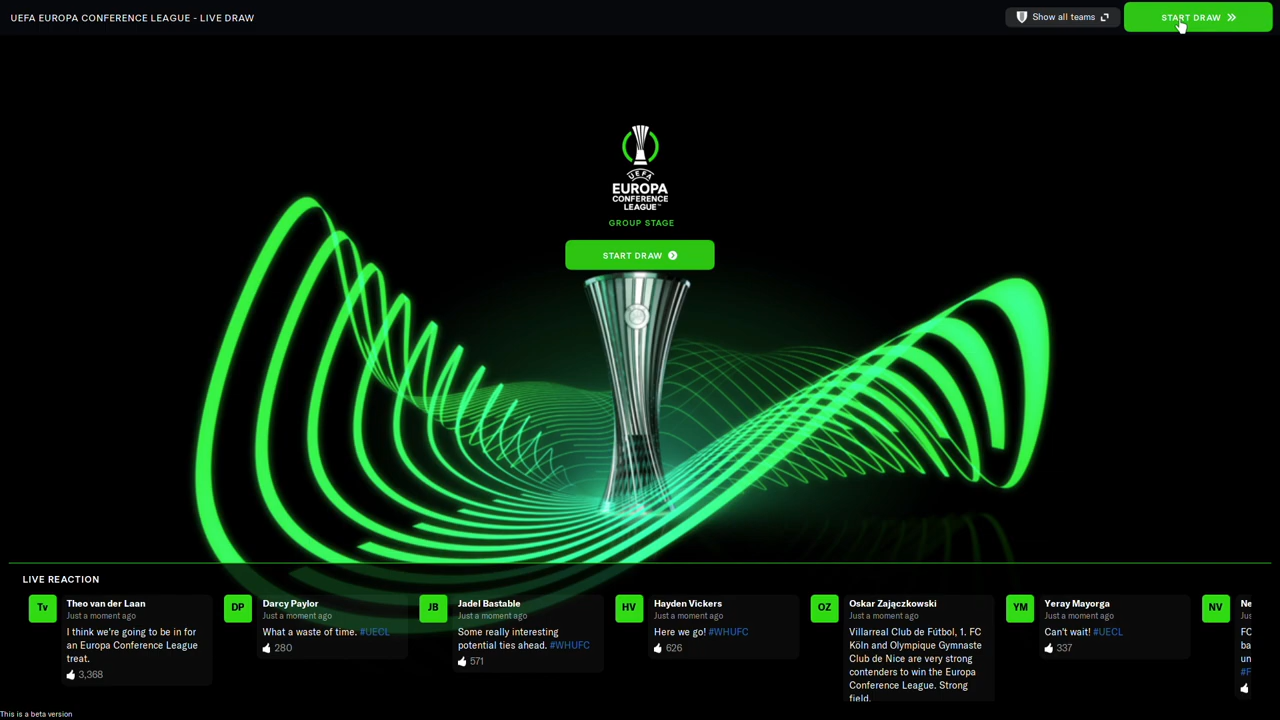 UEFA EUROPA CONFERENCE LEAGUE - LIVE DRAW
Show all teams
START DRAW
UEFA
EUROPA
CONFERENCE
LEAGUE™
GROUP STAGE
START DRAW
LIVE REACTION
Tv
Theo van der Laan
Just a moment ago
I think we're going to be in for
an Europa Conference League
treat.
3,368
DP
Darcy Paylor
Just a moment ago
What a waste of time. #UECL
280
JB
Jadel Bastable
Just a moment ago
Some really interesting
potential ties ahead. #WHUFC
571
HV
Hayden Vickers
Just a moment ago
Here we go! #WHUFC
626
OZ
Oskar Zajączkowski
Just a moment ago
Villarreal Club de Fútbol, 1. FC
Köln and Olympique Gymnaste
Club de Nice are very strong
contenders to win the Europa
Conference League. Strong
field.
YM
Yeray Mayorga
Just a moment ago
Can't wait! #UECL
337
NV
Ne
Ju
FC
ba
un
#F
This is a beta version